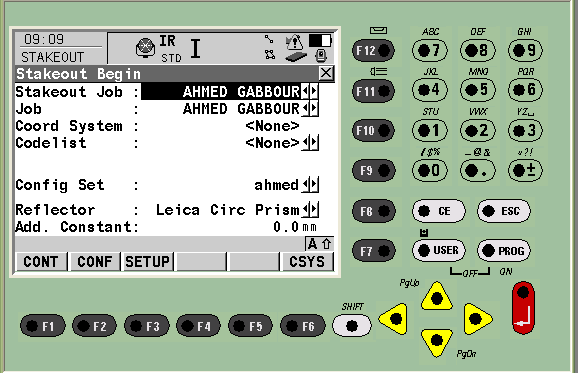 09:09
IR
STD
I
STAKEOUT
Stakeout Begin
Stakeout Job : AHMED GABBOUR
Job : AHMED GABBOUR
Coord System : <None>
Codelist : <None>
Config Set : ahmed
Reflector : Leica Circ Prism
Add. Constant: 0.0 mm
A
CONT CONF SETUP CSYS
F12 ABC 7 DEF 8 GHI 9
F11 JKL 4 MNO 5 PQR 6
F10 STU 1 VWX 2 YZ 3
F9 /$% 0 _@& . *?! ±
F8 CE ESC
F7 USER PROG
OFF ON
PgUp
SHIFT
F1 F2 F3 F4 F5 F6
PgDn